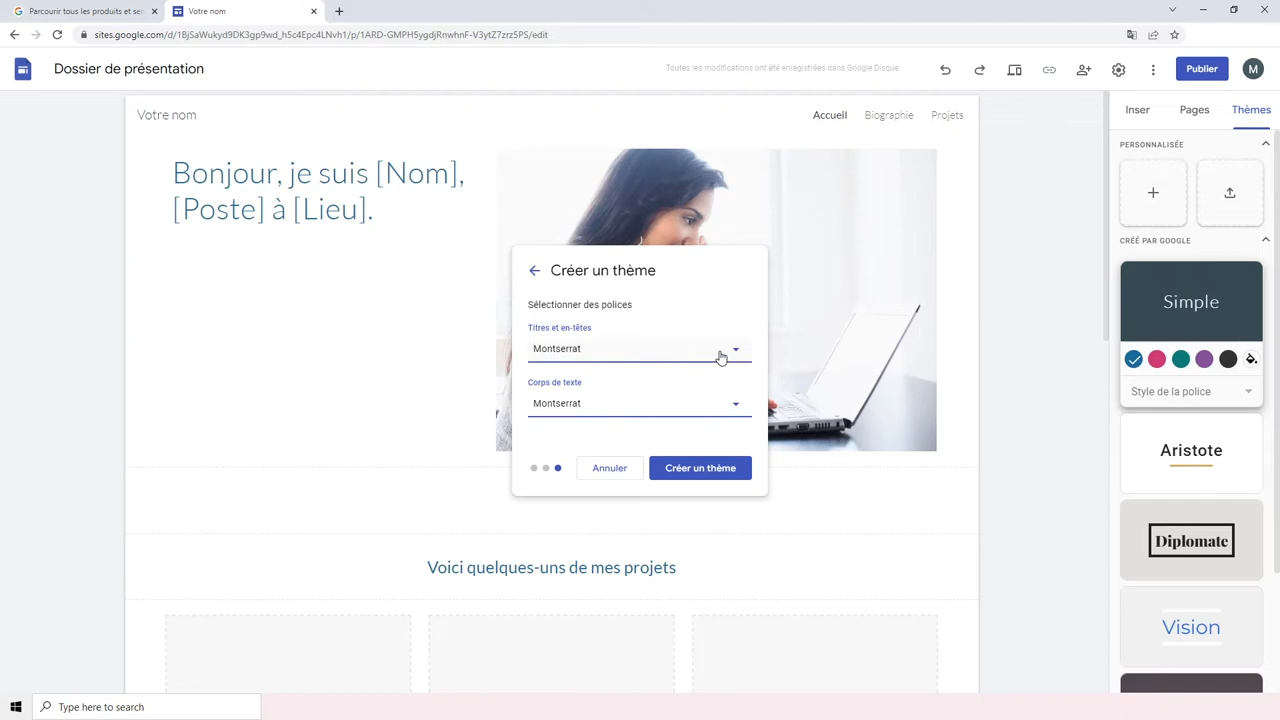 Parcourir tous les produits et ser
Votre nom
sites.google.com/d/1BjSaWukyd9DK3gp9wd_h5c4Epc4LNvh1/p/1ARD-GMPH5ygdjRnwhnF-V3ytZ7zrz5PS/edit
Dossier de présentation
Toutes les modifications ont été enregistrées dans Google Disque
Publier
M
Votre nom
Accueil
Biographie
Projets
Bonjour, je suis [Nom],
[Poste] à [Lieu].
Créer un thème
Sélectionner des polices
Titres et en-têtes
Montserrat
Corps de texte
Montserrat
Annuler
Créer un thème
Voici quelques-uns de mes projets
Inser
Pages
Thèmes
PERSONNALISÉE
CRÉÉ PAR GOOGLE
Simple
Style de la police
Aristote
Diplomate
Vision
Type here to search